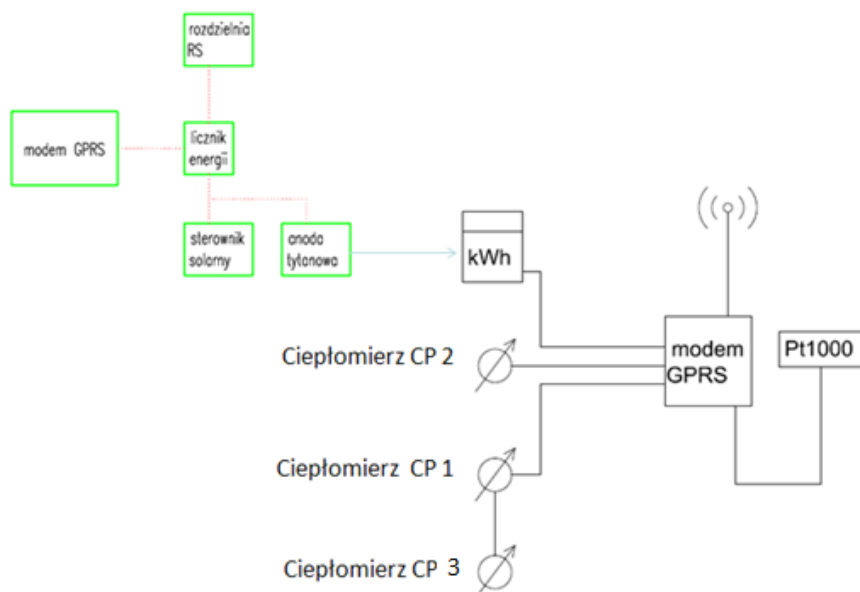 rozdzielnia
RS
modem GPRS
licznik
energii
sterownik
solarny
anoda
tytanowa
kWh
modem
GPRS
Pt1000
Ciepłomierz CP 2
Ciepłomierz CP 1
Ciepłomierz CP 3